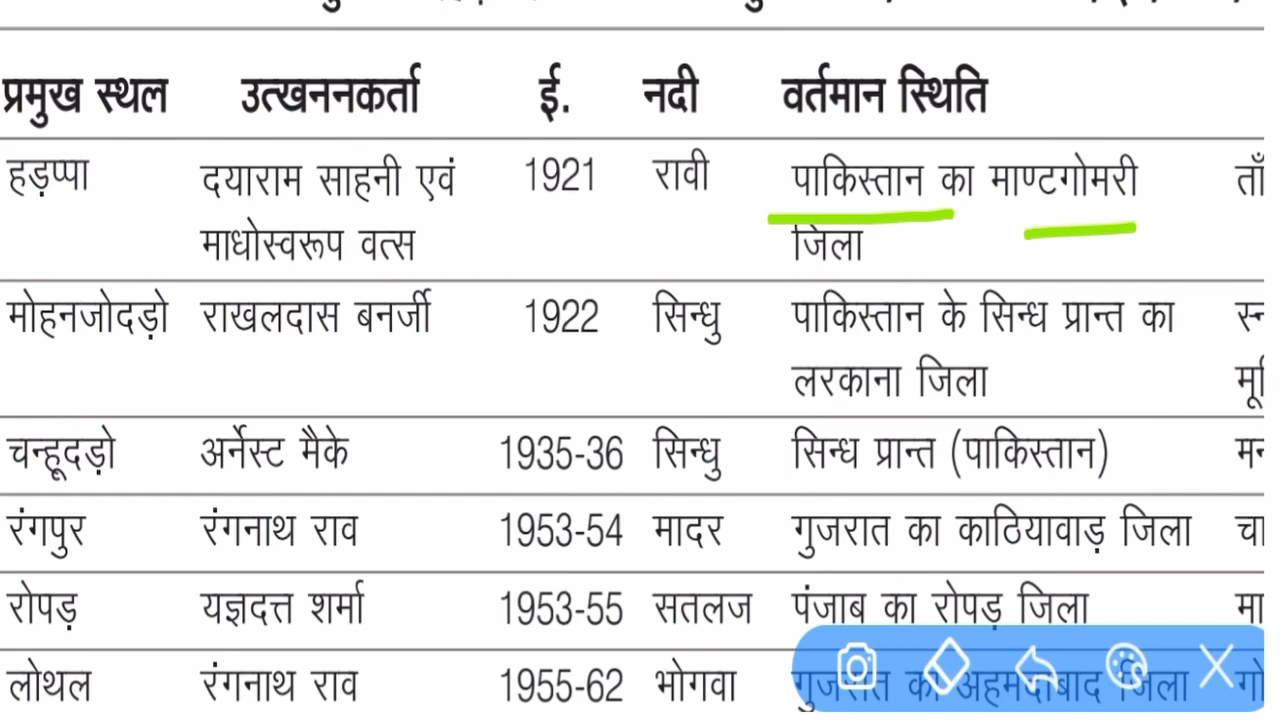 प्रमुख स्थल उत्खननकर्ता ई. नदी वर्तमान स्थिति
हड़प्पा दयाराम साहनी एवं 1921 रावी पाकिस्तान का माण्टगोमरी
माधोस्वरूप वत्स जिला
मोहनजोदड़ो राखलदास बनर्जी 1922 सिन्धु पाकिस्तान के सिन्ध प्रान्त का
लरकाना जिला
चन्हूदड़ो अर्नेस्ट मैके 1935-36 सिन्धु सिन्ध प्रान्त (पाकिस्तान)
रंगपुर रंगनाथ राव 1953-54 मादर गुजरात का काठियावाड़ जिला
रोपड़ यज्ञदत्त शर्मा 1953-55 सतलज पंजाब का रोपड़ जिला
लोथल रंगनाथ राव 1955-62 भोगवा गुजरात का अहमदाबाद जिला